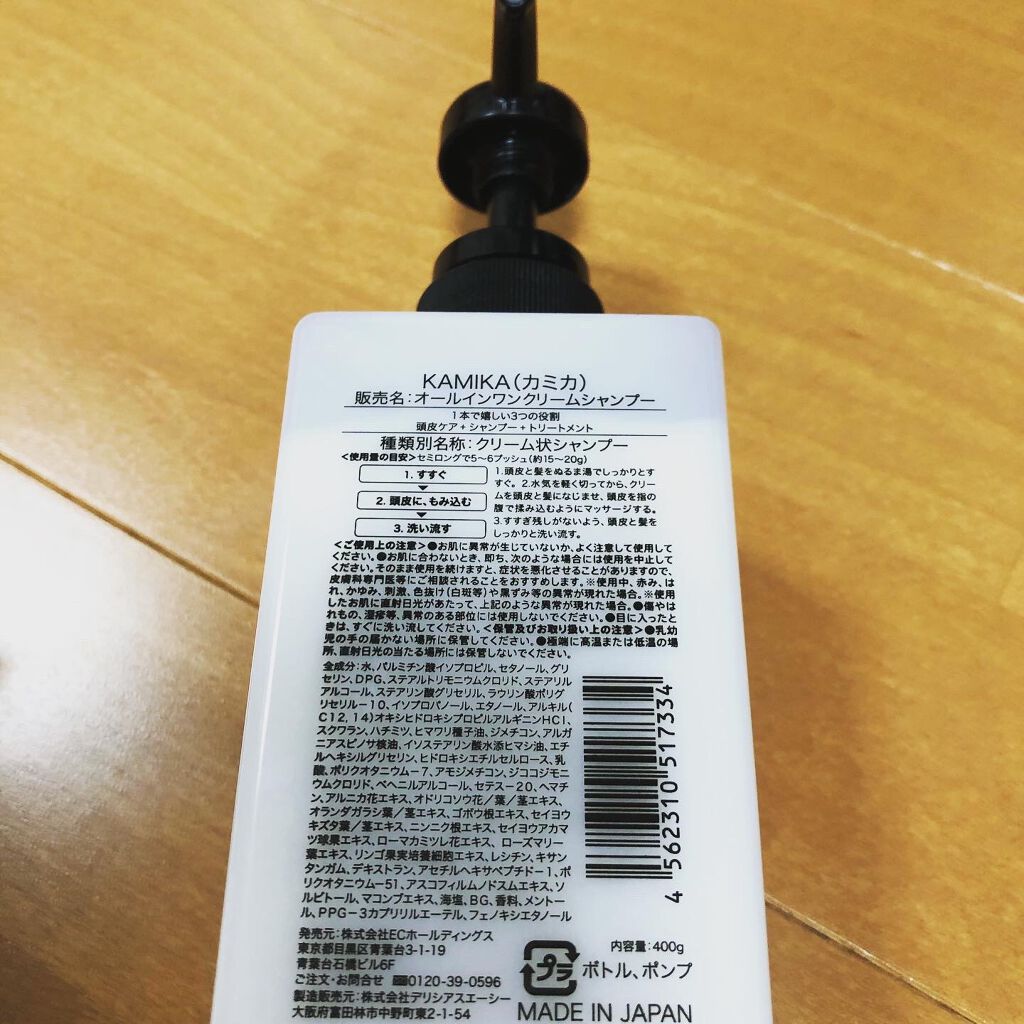 KAMIKA(カミカ)
販売名:オールインワンクリームシャンプー
1本で嬉しい3つの役割
頭皮ケア+シャンプー+トリートメント
種類別名称:クリーム状シャンプー
<使用量の目安>セミロングで5〜6プッシュ(約15〜20g)
1. すすぐ
2. 頭皮に、もみ込む
3. 洗い流す
1.頭皮と髪をぬるま湯でしっかりとす
すぐ。2.水気を軽く切ってから、クリー
ムを頭皮と髪になじませ、頭皮を指の
腹で揉み込むようにマッサージする。
3.すすぎ残しがないよう、頭皮と髪を
しっかりと洗い流す。
<ご使用上の注意>●お肌に異常が生じていないか、よく注意して使用して
ください。●お肌に合わないとき、即ち、次のような場合には使用を中止して
ください。そのまま使用を続けますと、症状を悪化させることがありますので、
皮膚科専門医等にご相談されることをおすすめします。※使用中、赤み、は
れ、かゆみ、刺激、色抜け(白斑等)や黒ずみ等の異常が現れた場合。※使用
したお肌に直射日光があたって、上記のような異常が現れた場合。●傷やは
れもの、湿疹等、異常のある部位には使用しないでください。●目に入ったと
きは、すぐに洗い流してください。<保管及びお取り扱い上の注意>●乳幼
児の手の届かない場所に保管してください。●極端に高温または低温の場
所、直射日光の当たる場所には保管しないでください。
全成分:水、パルミチン酸イソプロピル、セタノール、グリ
セリン、DPG、ステアルトリモニウムクロリド、ステアリル
アルコール、ステアリン酸グリセリル、ラウリン酸ポリグ
リセリル-10、イソプロパノール、エタノール、アルキル(
C12,14)オキシヒドロキシプロピルアルギニンHCl、
スクワラン、ハチミツ、ヒマワリ種子油、ジメチコン、アルガ
ニアスピノサ核油、イソステアリン酸水添ヒマシ油、エチ
ルヘキシルグリセリン、ヒドロキシエチルセルロース、乳
酸、ポリクオタニウム-7、アモジメチコン、ジココジモニ
ウムクロリド、ベヘニルアルコール、セテス-20、ヘマチ
ン、アルニカ花エキス、オドリコソウ花/葉/茎エキス、
オランダガラシ葉/茎エキス、ゴボウ根エキス、セイヨウ
キズタ葉/茎エキス、ニンニク根エキス、セイヨウアカマ
ツ球果エキス、ローマカミツレ花エキス、ローズマリー
葉エキス、リンゴ果実培養細胞エキス、レシチン、キサン
タンガム、デキストラン、アセチルヘキサペプチド-1、ポ
リクオタニウム-51、アスコフィルムノドスムエキス、ソ
ルビトール、マコンブエキス、海塩、BG、香料、メントー
ル、PPG-3カプリリルエーテル、フェノキシエタノール
4 562310 517334
発売元:株式会社ECホールディングス
東京都目黒区青葉台3-1-19
青葉台石橋ビル6F
ご注文・お問合せ 0120-39-0596
製造販売元:株式会社デリシアスエーシー
大阪府富田林市中野町東2-1-54
内容量:400g
プラ ボトル、ポンプ
MADE IN JAPAN